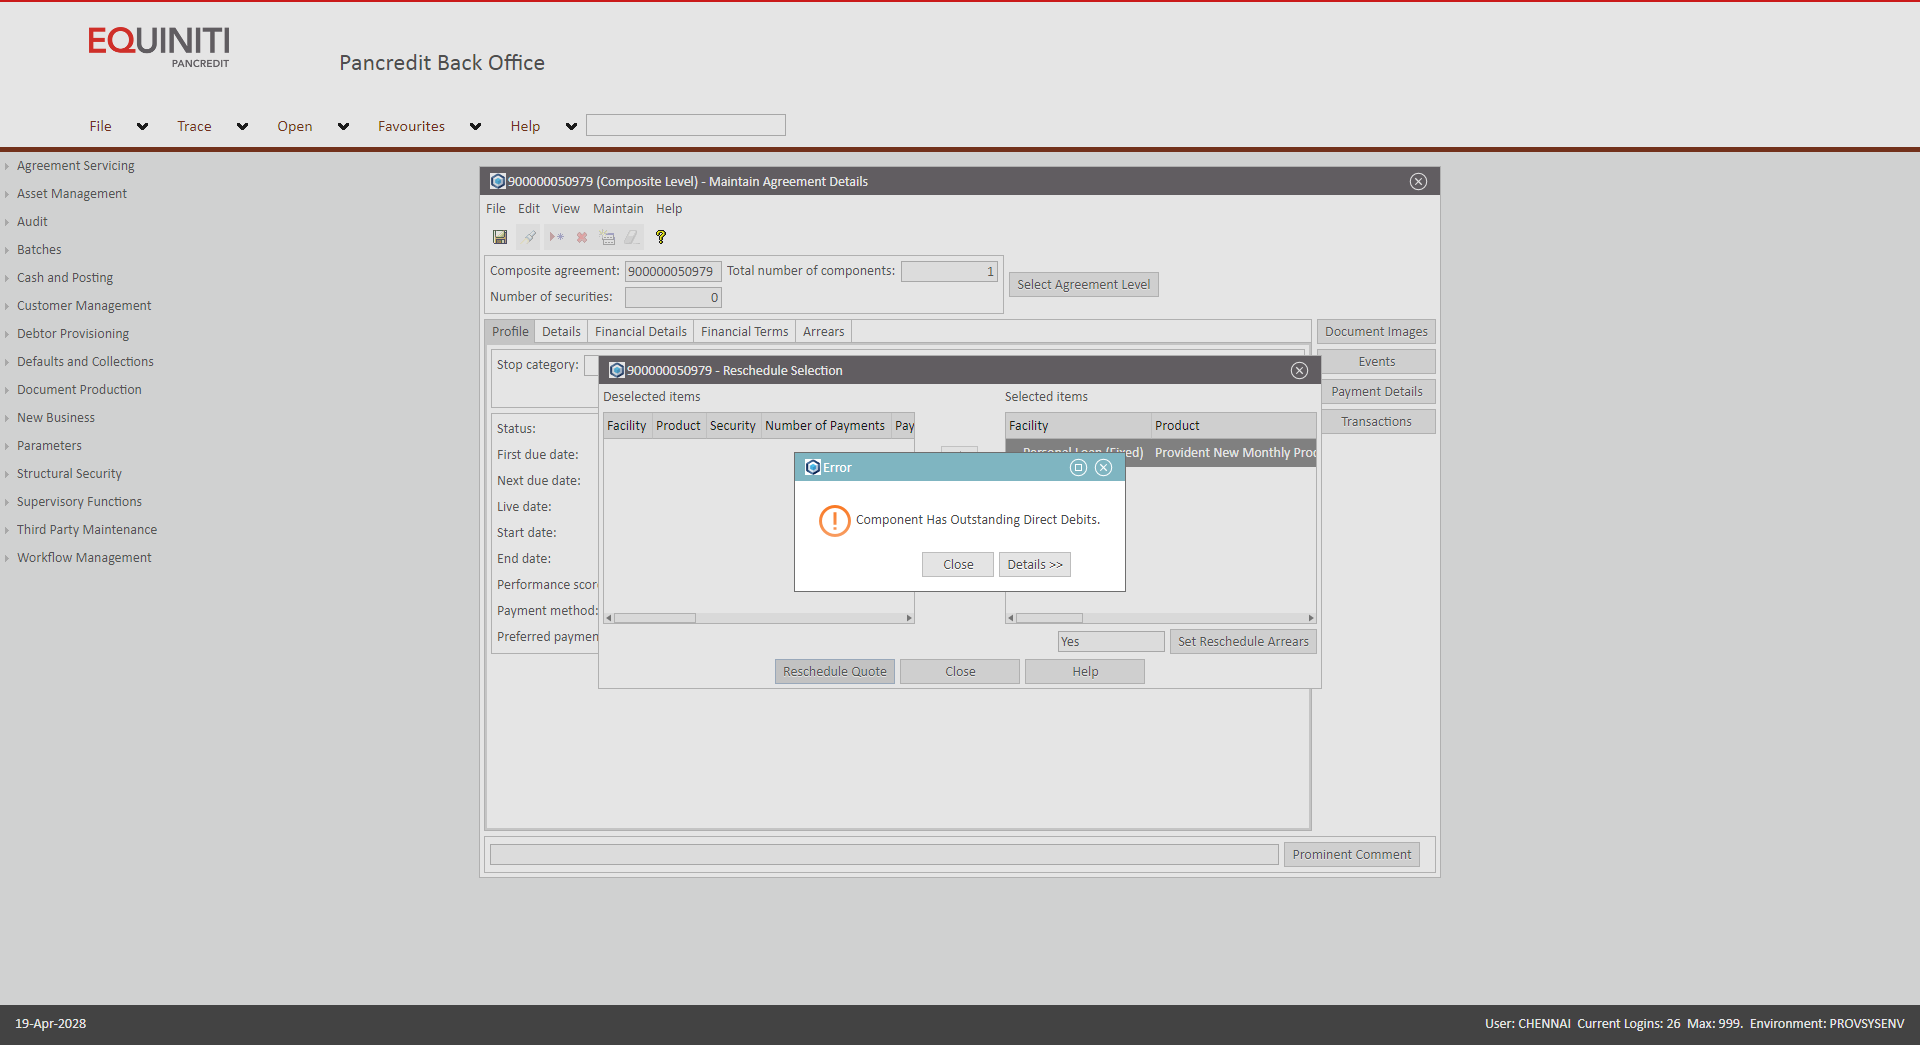 EQUINITI
PANCREDIT
Pancredit Back Office
File Trace Open Favourites Help
Agreement Servicing
Asset Management
Audit
Batches
Cash and Posting
Customer Management
Debtor Provisioning
Defaults and Collections
Document Production
New Business
Parameters
Structural Security
Supervisory Functions
Third Party Maintenance
Workflow Management
900000050979 (Composite Level) - Maintain Agreement Details
File Edit View Maintain Help
Composite agreement: 900000050979 Total number of components: 1
Number of securities: 0
Select Agreement Level
Profile Details Financial Details Financial Terms Arrears
Document Images
Events
Payment Details
Transactions
Stop category:
Status:
First due date:
Next due date:
Live date:
Start date:
End date:
Performance score
Payment method:
Preferred paymen
900000050979 - Reschedule Selection
Deselected items
Selected items
Facility Product Security Number of Payments Pay
Facility Product
Personal Loan (Fixed) Provident New Monthly Proc
Error
Component Has Outstanding Direct Debits.
Close Details >>
Yes Set Reschedule Arrears
Reschedule Quote Close Help
Prominent Comment
19-Apr-2028
User: CHENNAI Current Logins: 26 Max: 999. Environment: PROVSYSENV